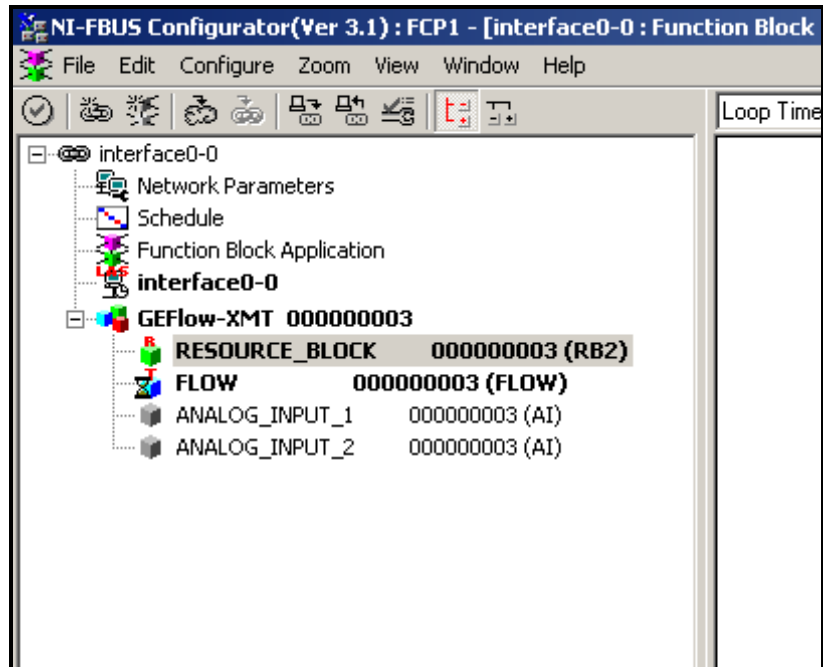 NI-FBUS Configurator(Ver 3.1) : FCP1 - [interface0-0 : Function Block
File Edit Configure Zoom View Window Help
Loop Time
interface0-0
Network Parameters
Schedule
Function Block Application
LAS
interface0-0
GEFlow-XMT 000000003
R
RESOURCE_BLOCK 000000003 (RB2)
T
FLOW 000000003 (FLOW)
ANALOG_INPUT_1 000000003 (AI)
ANALOG_INPUT_2 000000003 (AI)